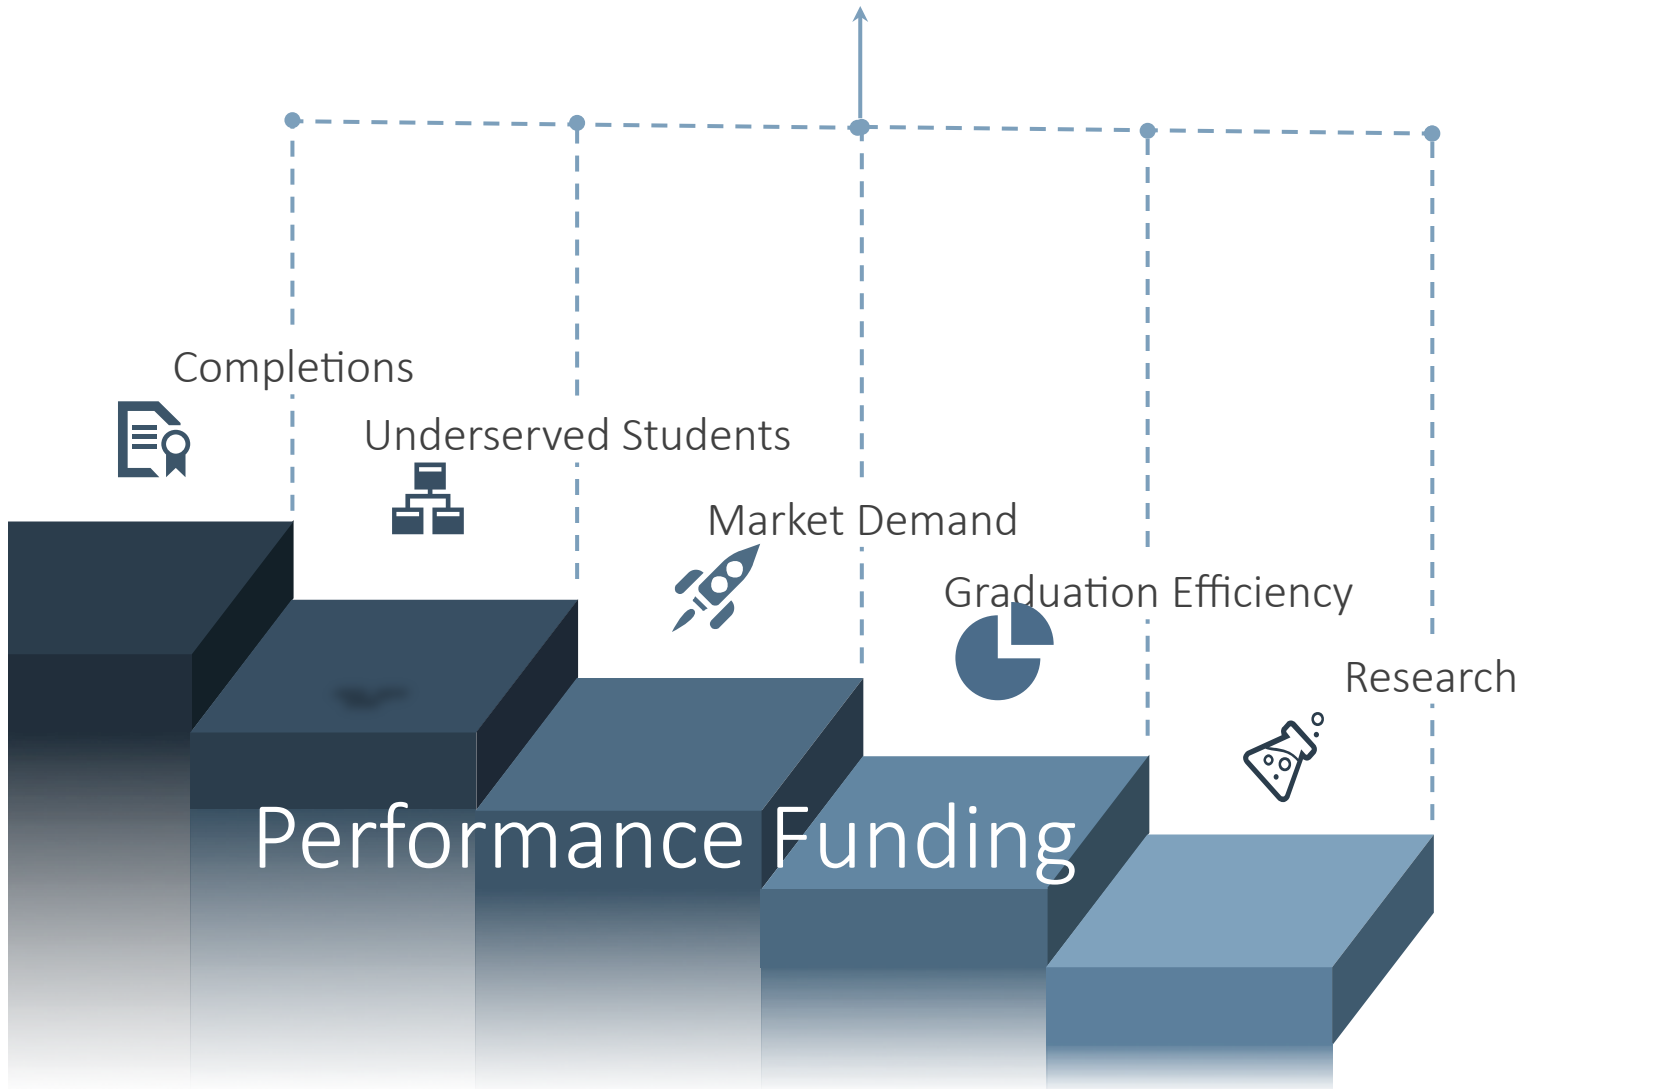 Completions
Underserved Students
Market Demand
Graduation Efficiency
Research
Performance Funding